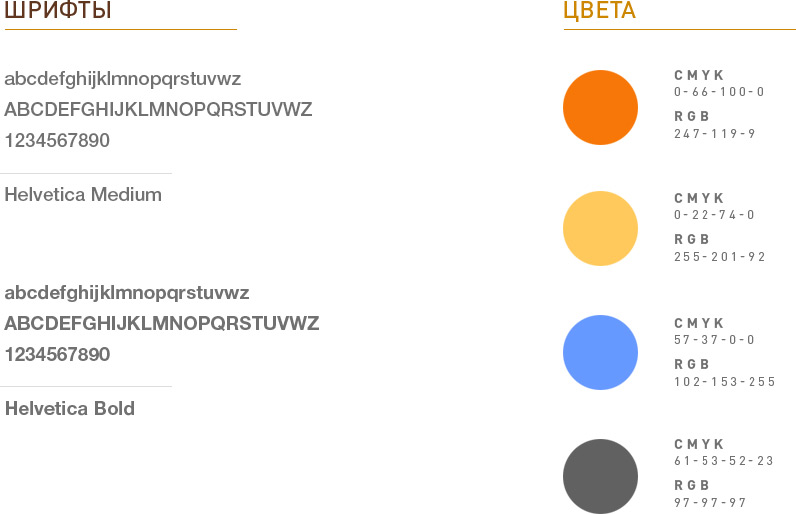 ШРИФТЫ
abcdefghijklmnopqrstuvwz
ABCDEFGHIJKLMNOPQRSTUVWZ
1234567890
Helvetica Medium
abcdefghijklmnopqrstuvwz
ABCDEFGHIJKLMNOPQRSTUVWZ
1234567890
Helvetica Bold
ЦВЕТА
CMYK
0-66-100-0
RGB
247-119-9
CMYK
0-22-74-0
RGB
255-201-92
CMYK
57-37-0-0
RGB
102-153-255
CMYK
61-53-52-23
RGB
97-97-97